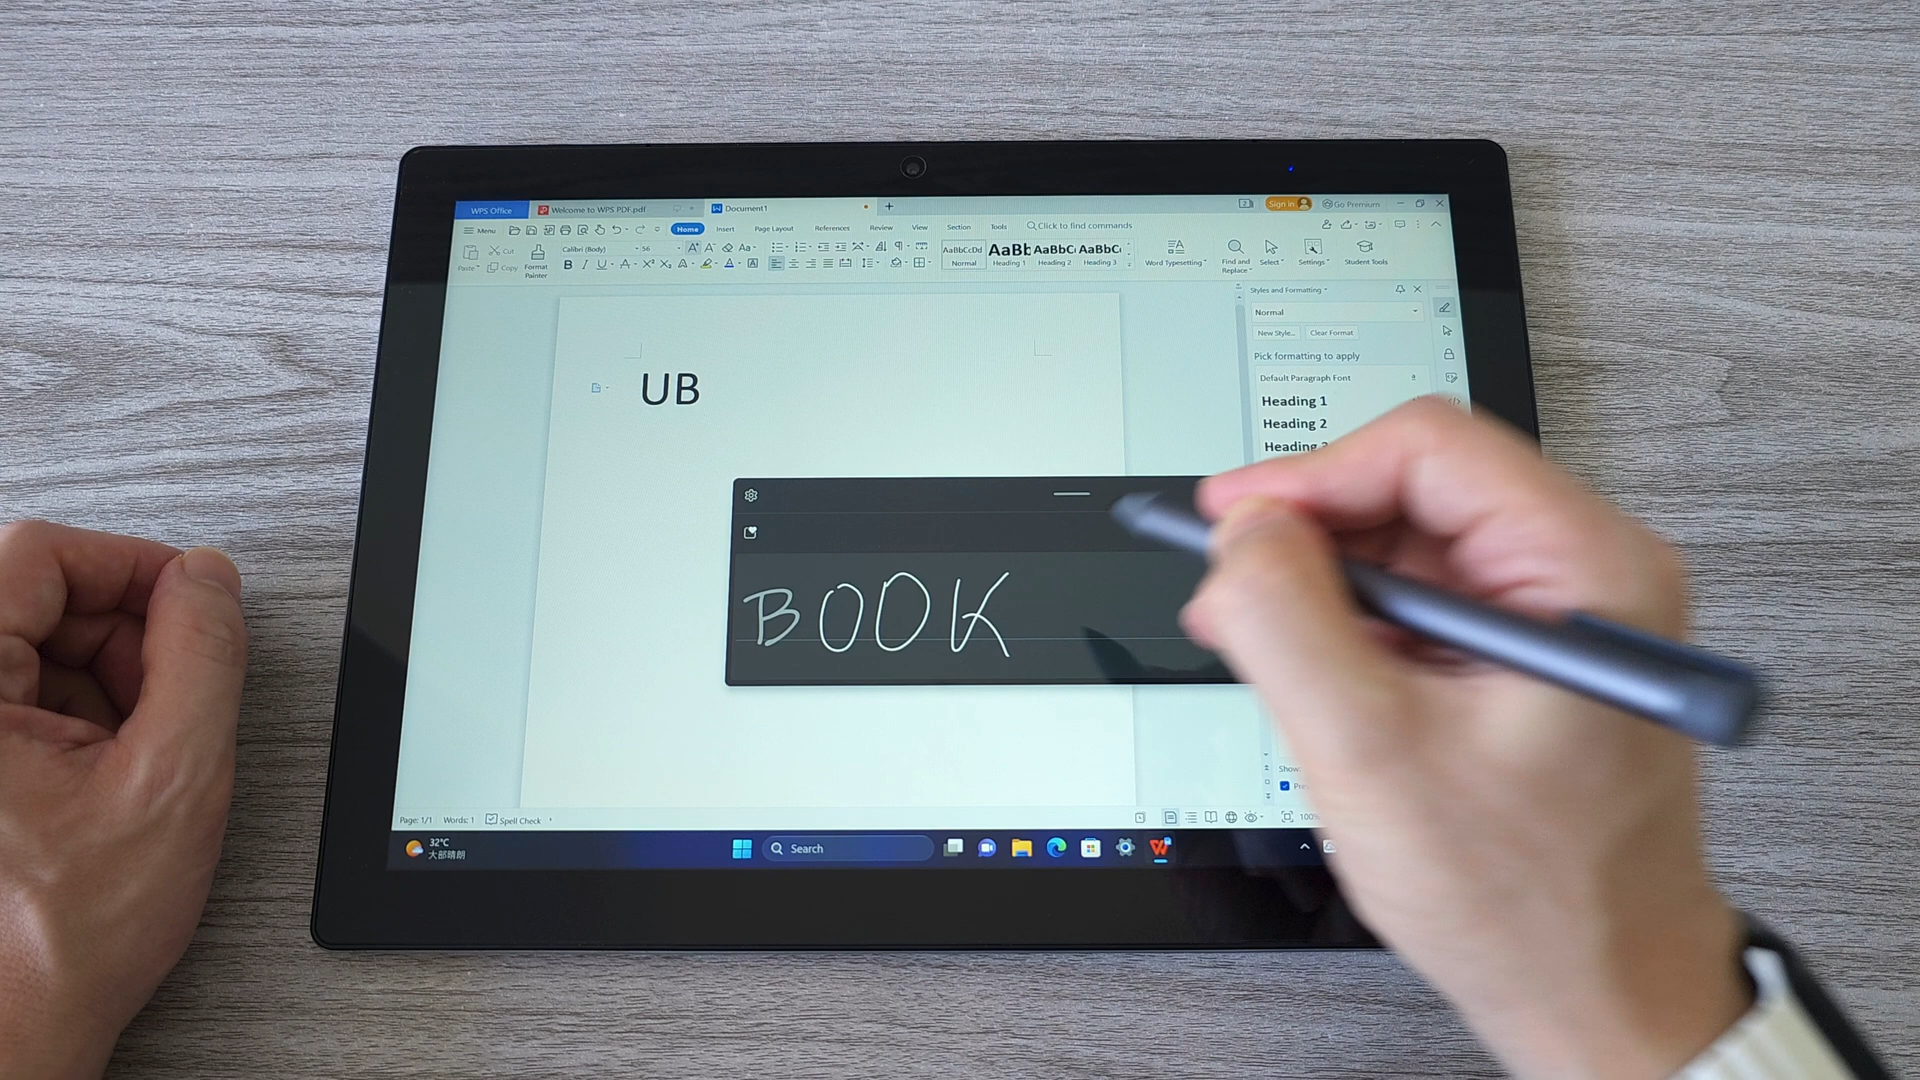 WPS Office Welcome to WPS PDF.pdf Document1 + Sign in Go Premium
Menu Home Insert Page Layout References Review View Section Tools Click to find commands
Paste Cut Copy Format Painter Calibri (Body) 56
AaBbCcDd AaBb AaBbC AaBbC
Normal Heading 1 Heading 2 Heading 3 Word Typesetting Find and Replace Select Settings Student Tools
Styles and Formatting
Normal
New Style... Clear Format
Pick formatting to apply
Default Paragraph Font
Heading 1
Heading 2
Heading
UB
BOOK
Show:
Page: 1/1 Words: 1 Spell Check 100%
32°C
大部晴朗
Search